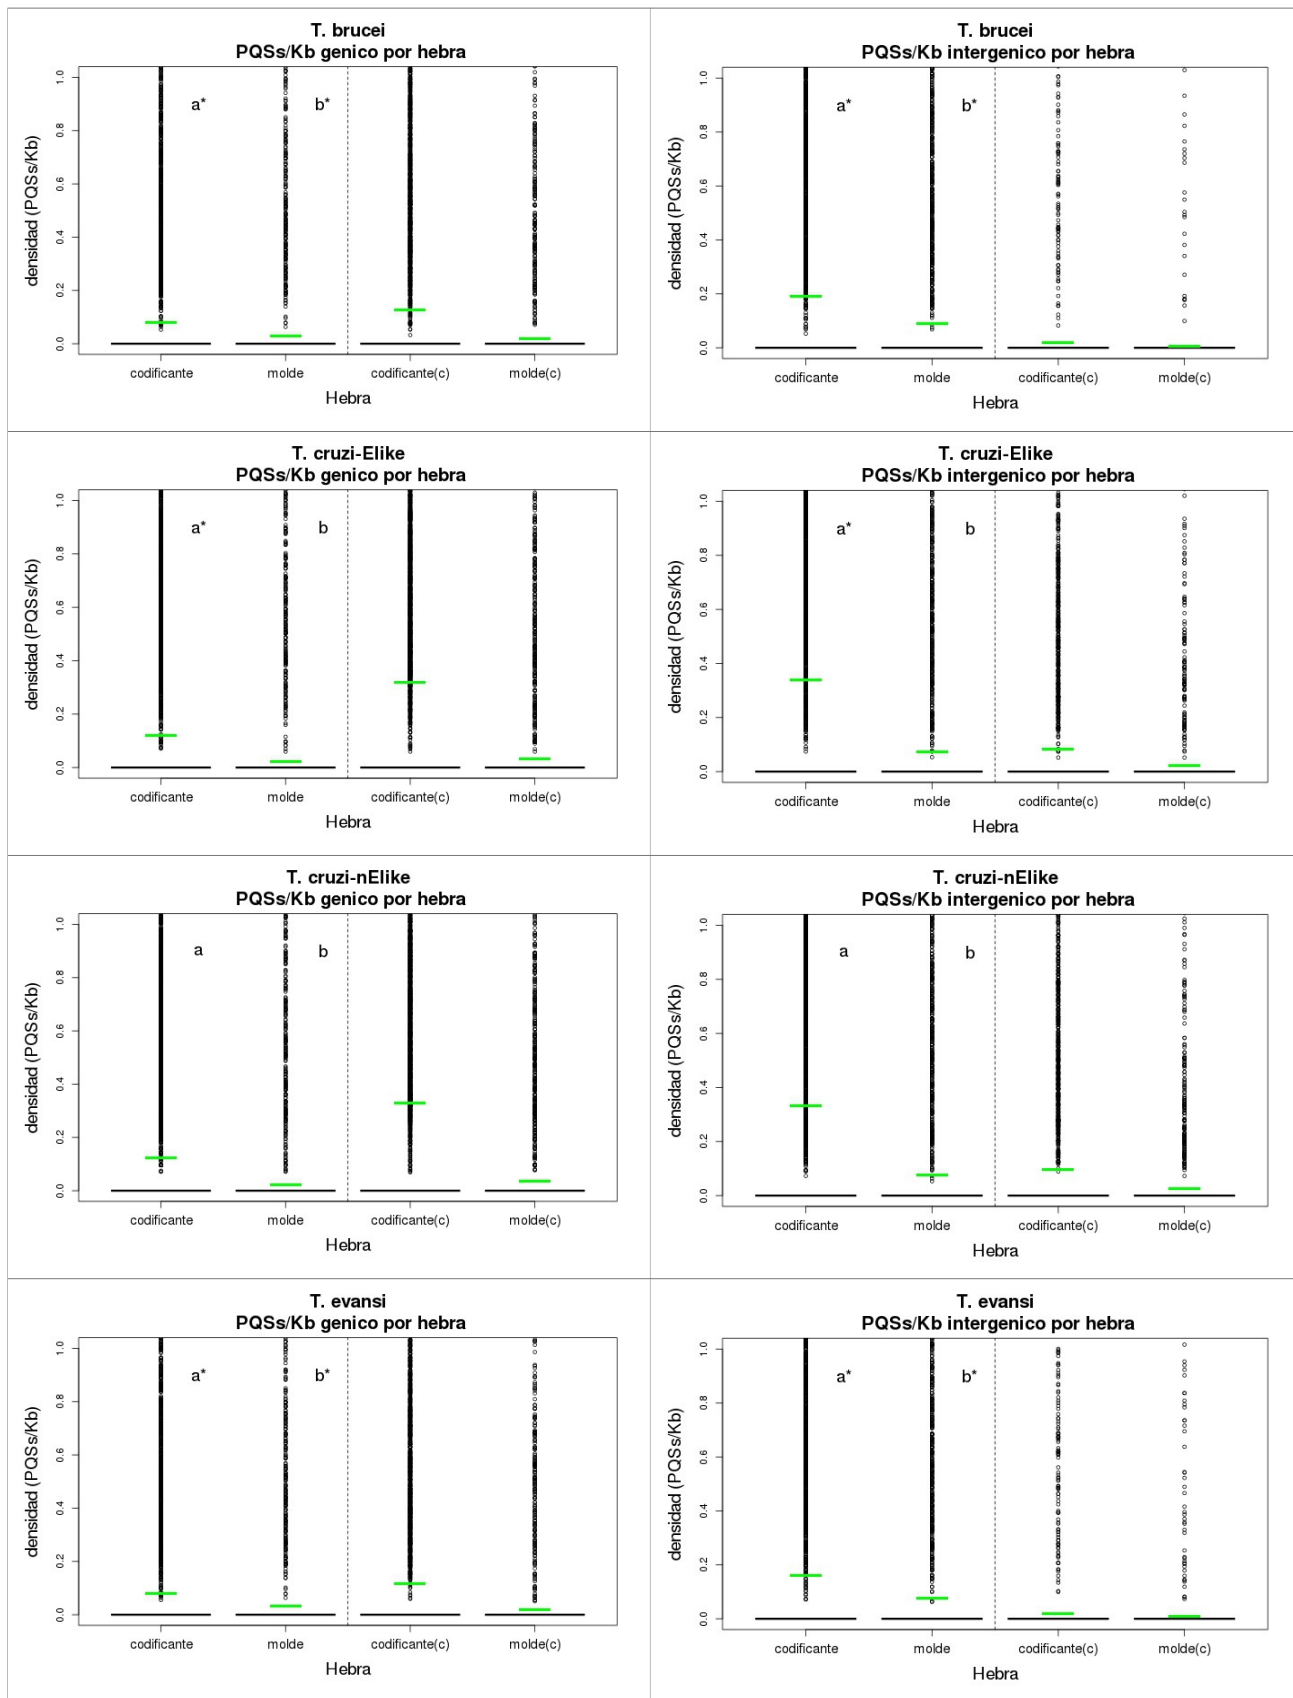 T. brucei
PQSs/Kb genico por hebra
densidad (PQSs/Kb)
1.0
0.8
0.6
0.4
0.2
0.0
a*
b*
codificante molde codificante(c) molde(c)
Hebra
T. brucei
PQSs/Kb intergenico por hebra
densidad (PQSs/Kb)
1.0
0.8
0.6
0.4
0.2
0.0
a*
b*
codificante molde codificante(c) molde(c)
Hebra
T. cruzi-Elike
PQSs/Kb genico por hebra
densidad (PQSs/Kb)
1.0
0.8
0.6
0.4
0.2
0.0
a*
b
codificante molde codificante(c) molde(c)
Hebra
T. cruzi-Elike
PQSs/Kb intergenico por hebra
densidad (PQSs/Kb)
1.0
0.8
0.6
0.4
0.2
0.0
a*
b
codificante molde codificante(c) molde(c)
Hebra
T. cruzi-nElike
PQSs/Kb genico por hebra
densidad (PQSs/Kb)
1.0
0.8
0.6
0.4
0.2
0.0
a
b
codificante molde codificante(c) molde(c)
Hebra
T. cruzi-nElike
PQSs/Kb intergenico por hebra
densidad (PQSs/Kb)
1.0
0.8
0.6
0.4
0.2
0.0
a
b
codificante molde codificante(c) molde(c)
Hebra
T. evansi
PQSs/Kb genico por hebra
densidad (PQSs/Kb)
1.0
0.8
0.6
0.4
0.2
0.0
a*
b*
codificante molde codificante(c) molde(c)
Hebra
T. evansi
PQSs/Kb intergenico por hebra
densidad (PQSs/Kb)
1.0
0.8
0.6
0.4
0.2
0.0
a*
b*
codificante molde codificante(c) molde(c)
Hebra